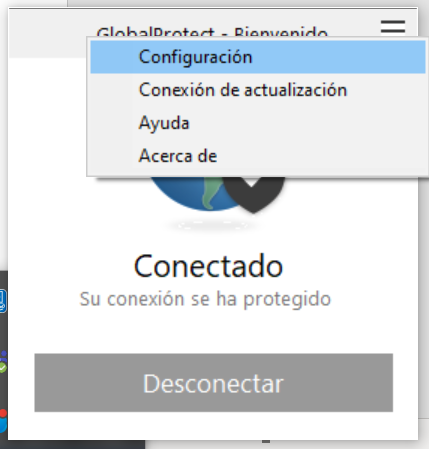 GlobalProtect - Bienvenido
Configuración
Conexión de actualización
Ayuda
Acerca de
Conectado
Su conexión se ha protegido
Desconectar